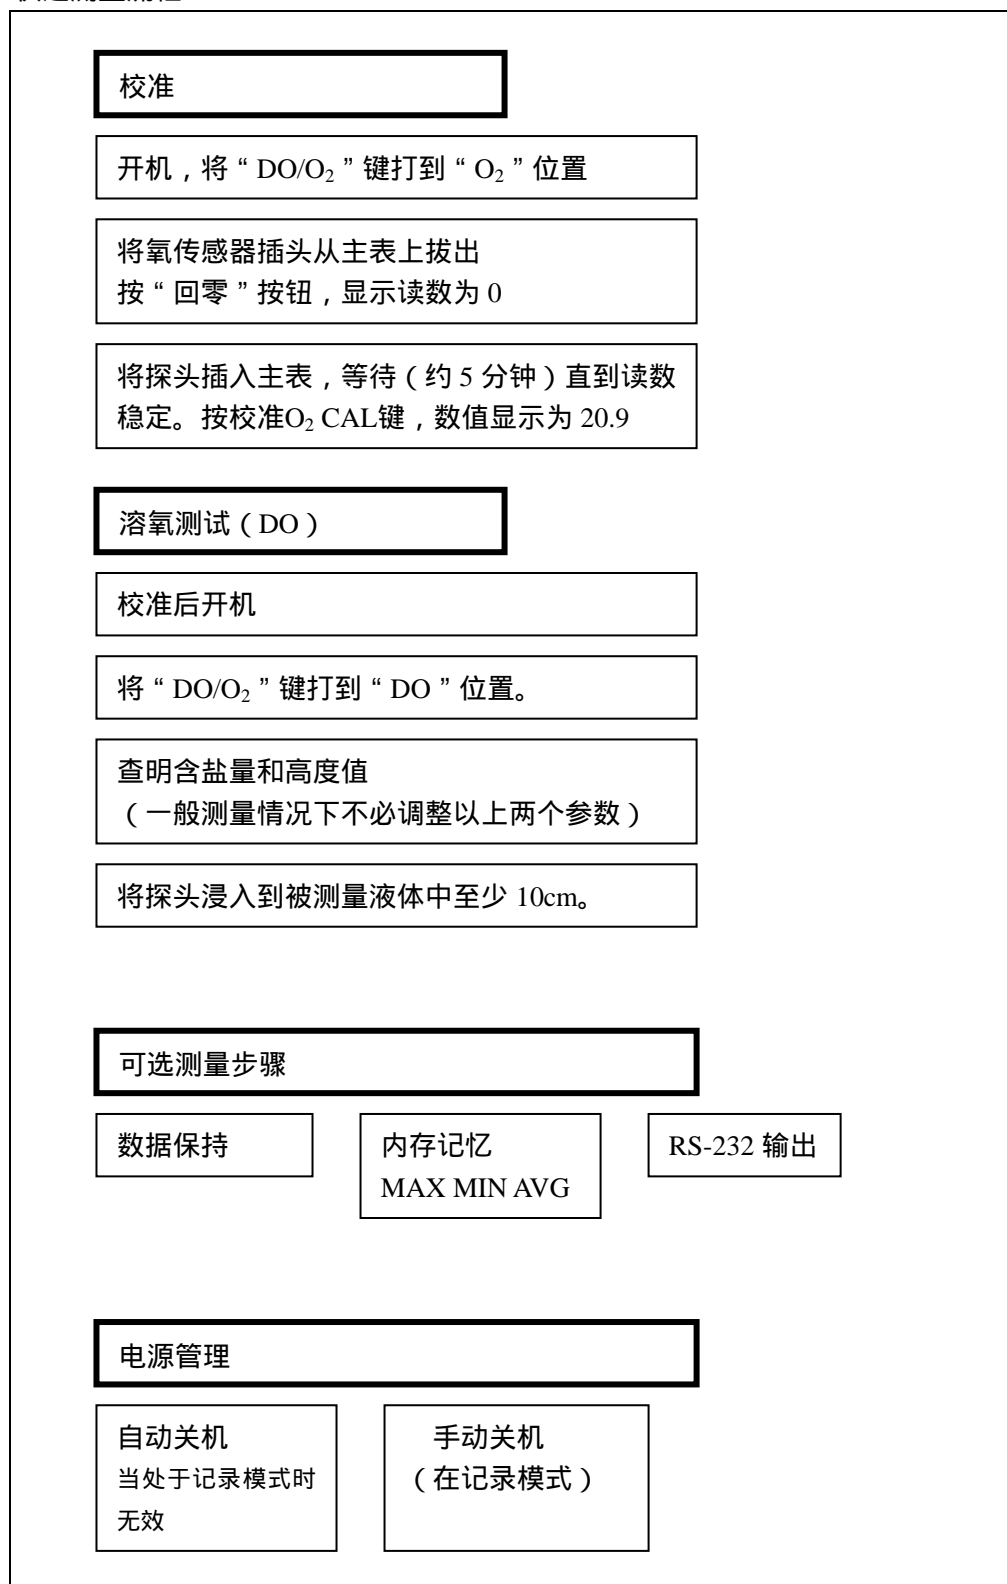 校准
开机，将“DO/O₂”键打到“O₂”位置
将氧传感器插头从主表上拔出
按“回零”按钮，显示读数为 0
将探头插入主表，等待（约 5 分钟）直到读数
稳定。按校准O₂ CAL键，数值显示为 20.9
溶氧测试（DO）
校准后开机
将“DO/O₂”键打到“DO”位置。
查明含盐量和高度值
（一般测量情况下不必调整以上两个参数）
将探头浸入到被测量液体中至少 10cm。
可选测量步骤
数据保持
内存记忆
MAX MIN AVG
RS-232 输出
电源管理
自动关机
当处于记录模式时
无效
手动关机
（在记录模式）